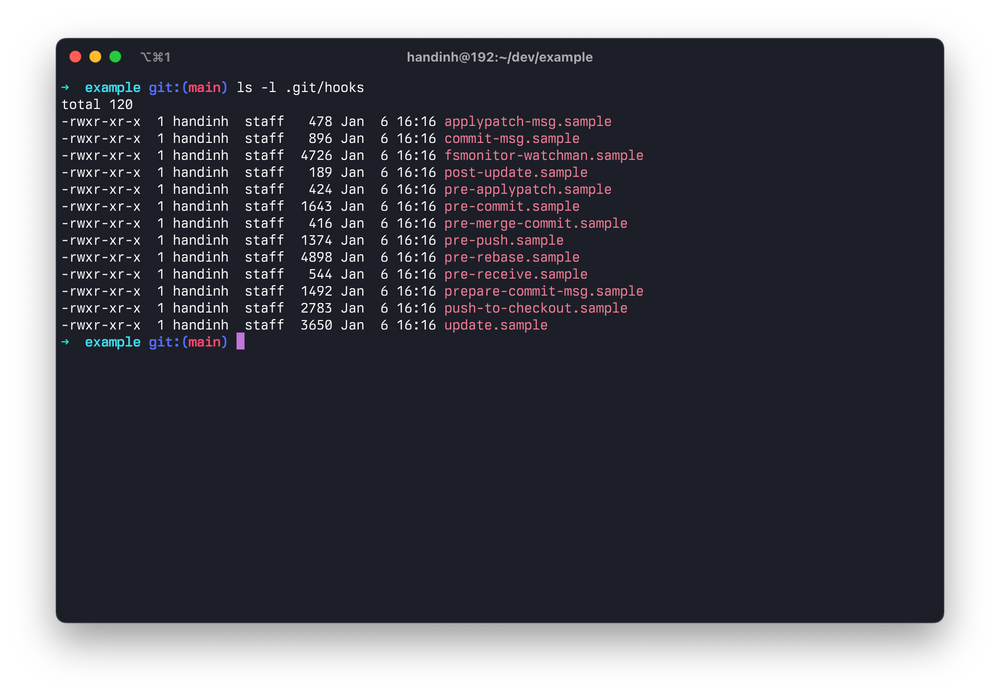 ⌥⌘1 handinh@192:~/dev/example
➜  example git:(main) ls -l .git/hooks
total 120
-rwxr-xr-x  1 handinh  staff   478 Jan  6 16:16 applypatch-msg.sample
-rwxr-xr-x  1 handinh  staff   896 Jan  6 16:16 commit-msg.sample
-rwxr-xr-x  1 handinh  staff  4726 Jan  6 16:16 fsmonitor-watchman.sample
-rwxr-xr-x  1 handinh  staff   189 Jan  6 16:16 post-update.sample
-rwxr-xr-x  1 handinh  staff   424 Jan  6 16:16 pre-applypatch.sample
-rwxr-xr-x  1 handinh  staff  1643 Jan  6 16:16 pre-commit.sample
-rwxr-xr-x  1 handinh  staff   416 Jan  6 16:16 pre-merge-commit.sample
-rwxr-xr-x  1 handinh  staff  1374 Jan  6 16:16 pre-push.sample
-rwxr-xr-x  1 handinh  staff  4898 Jan  6 16:16 pre-rebase.sample
-rwxr-xr-x  1 handinh  staff   544 Jan  6 16:16 pre-receive.sample
-rwxr-xr-x  1 handinh  staff  1492 Jan  6 16:16 prepare-commit-msg.sample
-rwxr-xr-x  1 handinh  staff  2783 Jan  6 16:16 push-to-checkout.sample
-rwxr-xr-x  1 handinh  staff  3650 Jan  6 16:16 update.sample
➜  example git:(main)